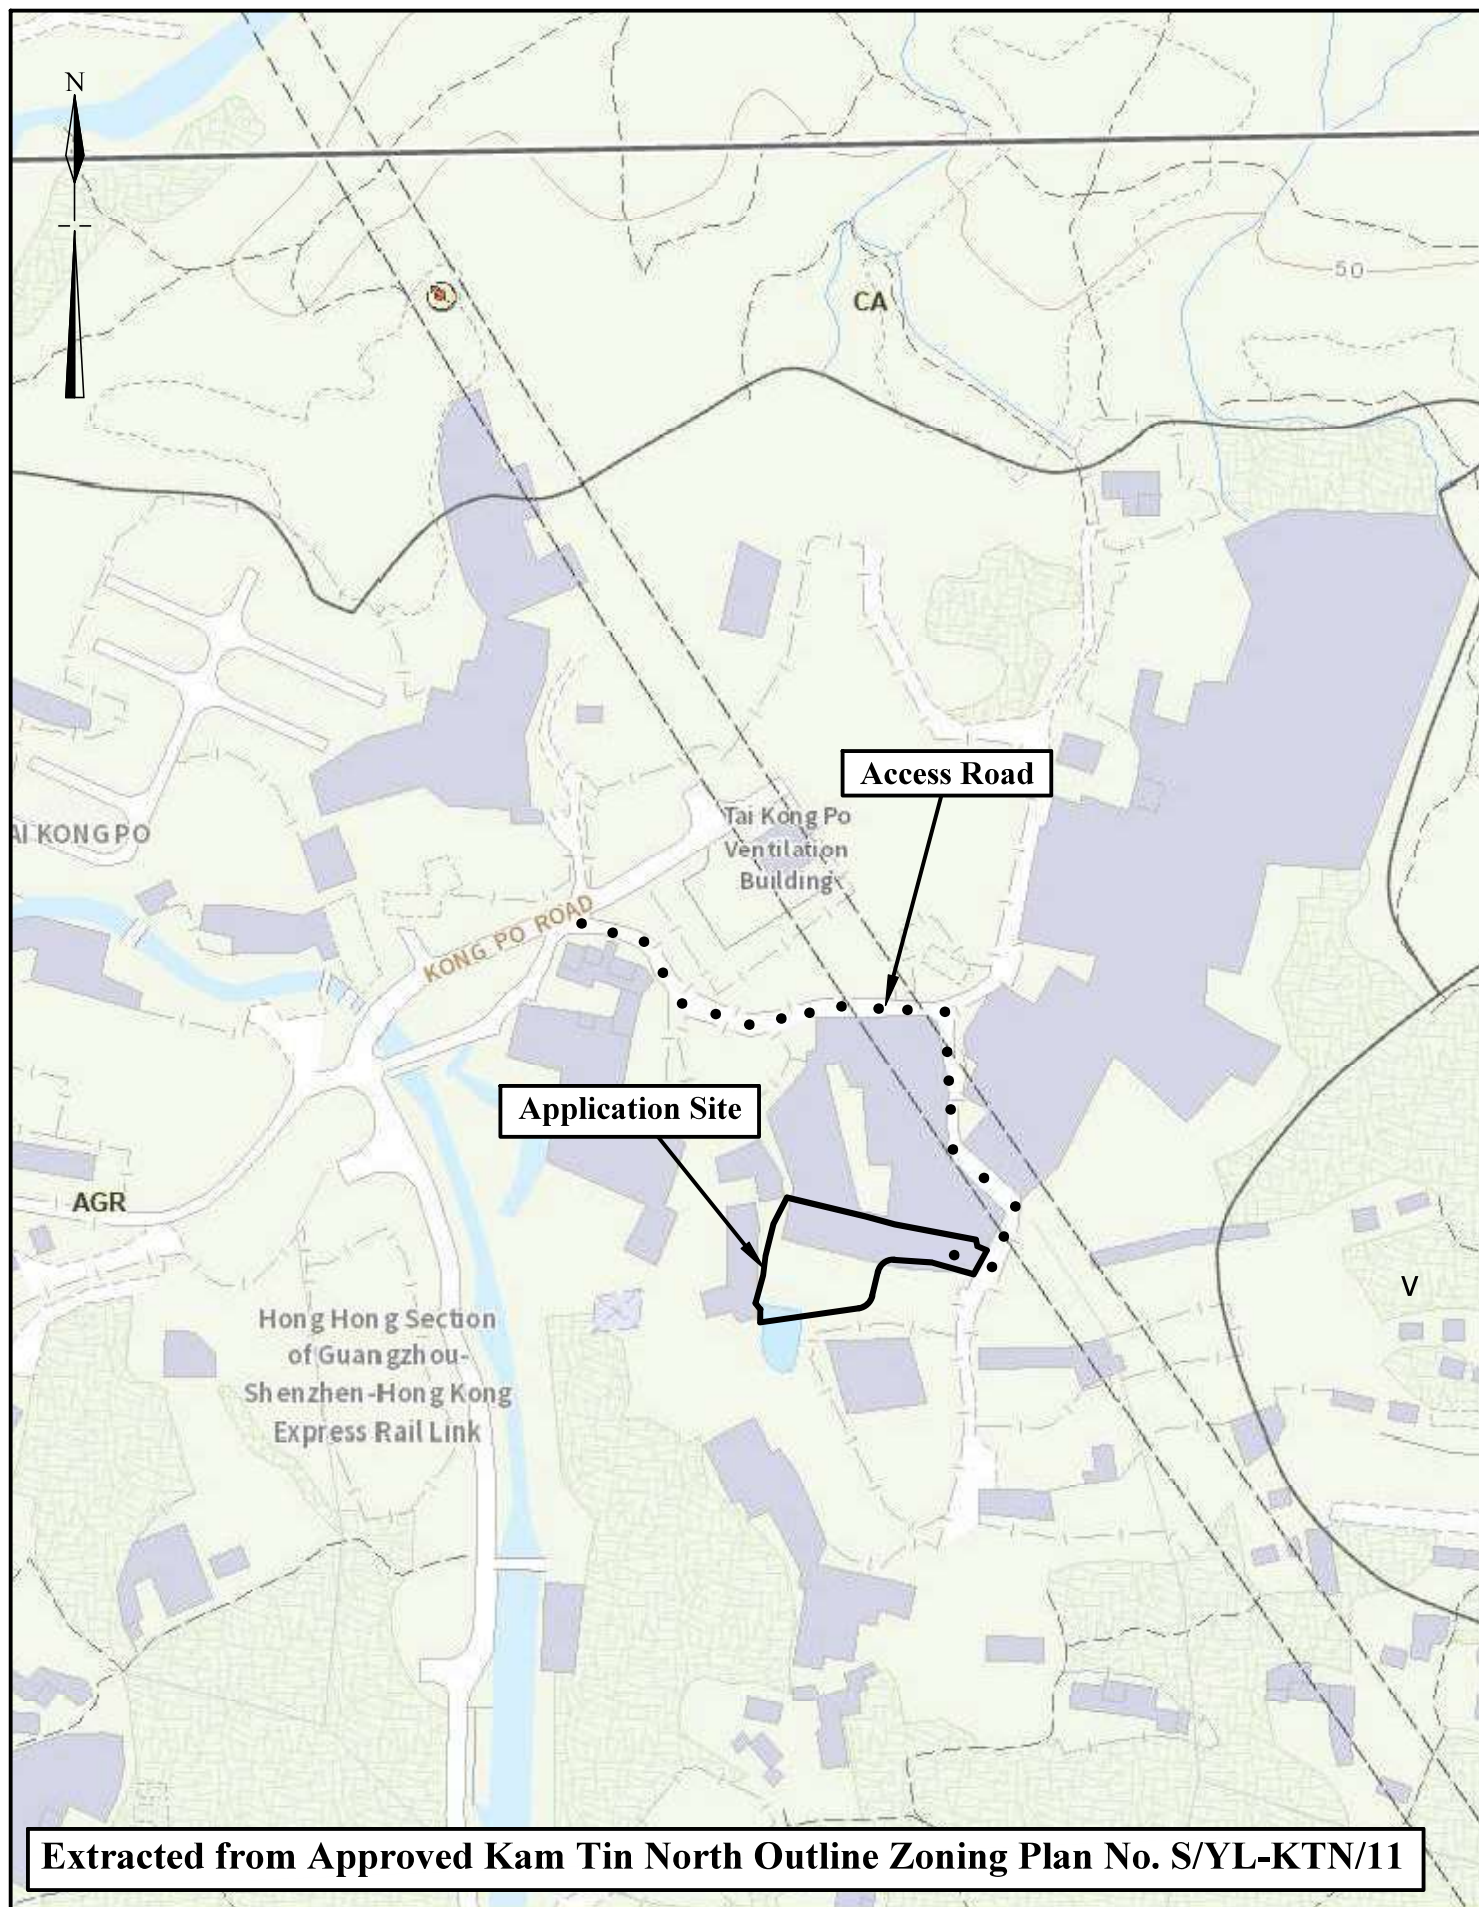 N
CA
50
Access Road
Tai Kong Po
Ventilation
Building
AI KONG PO
KONG PO ROAD
Application Site
AGR
V
Hong Hong Section
of Guangzhou-
Shenzhen-Hong Kong
Express Rail Link
Extracted from Approved Kam Tin North Outline Zoning Plan No. S/YL-KTN/11